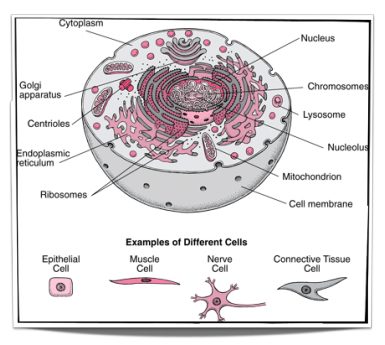 Cytoplasm
Nucleus
Golgi
apparatus
Chromosomes
Lysosome
Centrioles
Nucleolus
Endoplasmic
reticulum
Mitochondrion
Ribosomes
Cell membrane
Examples of Different Cells
Epithelial
Cell
Muscle
Cell
Nerve
Cell
Connective Tissue
Cell